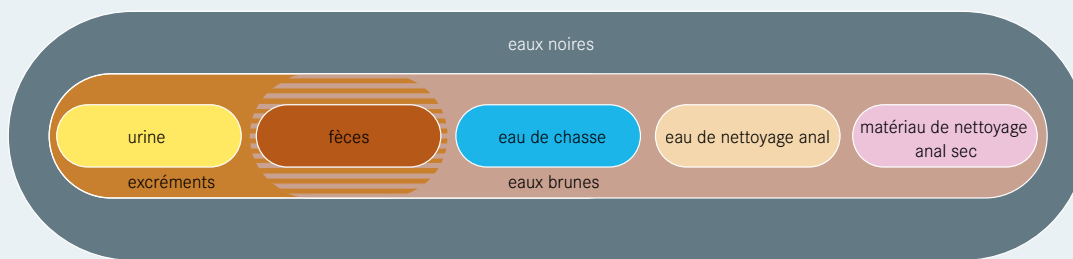 eaux noires
urine
fèces
eau de chasse
eau de nettoyage anal
matériau de nettoyage
anal sec
excréments
eaux brunes